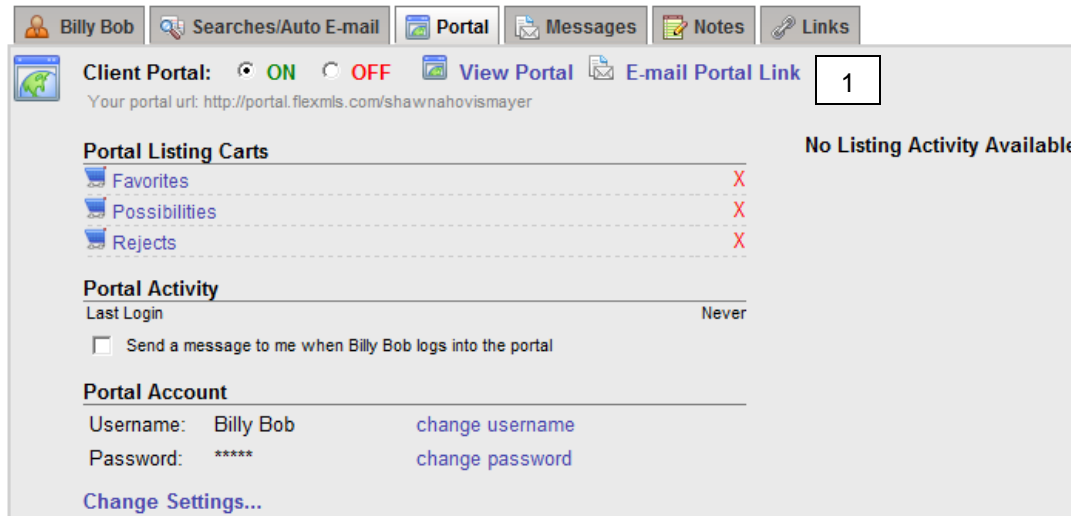 Billy Bob Searches/Auto E-mail Portal Messages Notes Links
Client Portal: ON OFF View Portal E-mail Portal Link 1
Your portal url: http://portal.flexmls.com/shawnahovismayer
No Listing Activity Available
Portal Listing Carts
Favorites X
Possibilities X
Rejects X
Portal Activity
Last Login Never
Send a message to me when Billy Bob logs into the portal
Portal Account
Username: Billy Bob change username
Password: ***** change password
Change Settings...